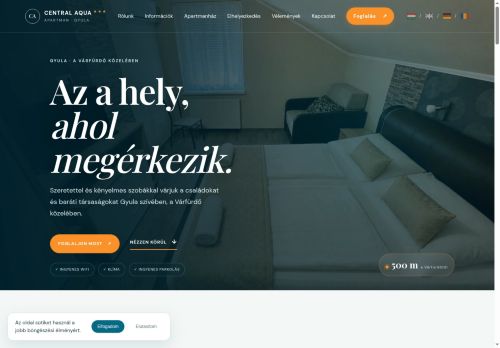 CA
CENTRAL AQUA ★★★
APARTMAN · GYULA
Rólunk
Információk
Apartmanház
Elhelyezkedés
Vélemények
Kapcsolat
Foglalás ↗
GYULA · A VÁRFÜRDŐ KÖZELÉBEN
Az a hely,
ahol
megérkezik.
Szeretettel és kényelmes szobákkal várjuk a családokat
és baráti társaságokat Gyula szívében, a Várfürdő
közelében.
FOGLALJON MOST ↗
NÉZZEN KÖRÜL ↓
✓ INGYENES WIFI
✓ KLÍMA
✓ INGYENES PARKOLÁS
500 m
Az oldal sütiket használ a
jobb böngészési élményért.
Elfogadom
Elutasítom